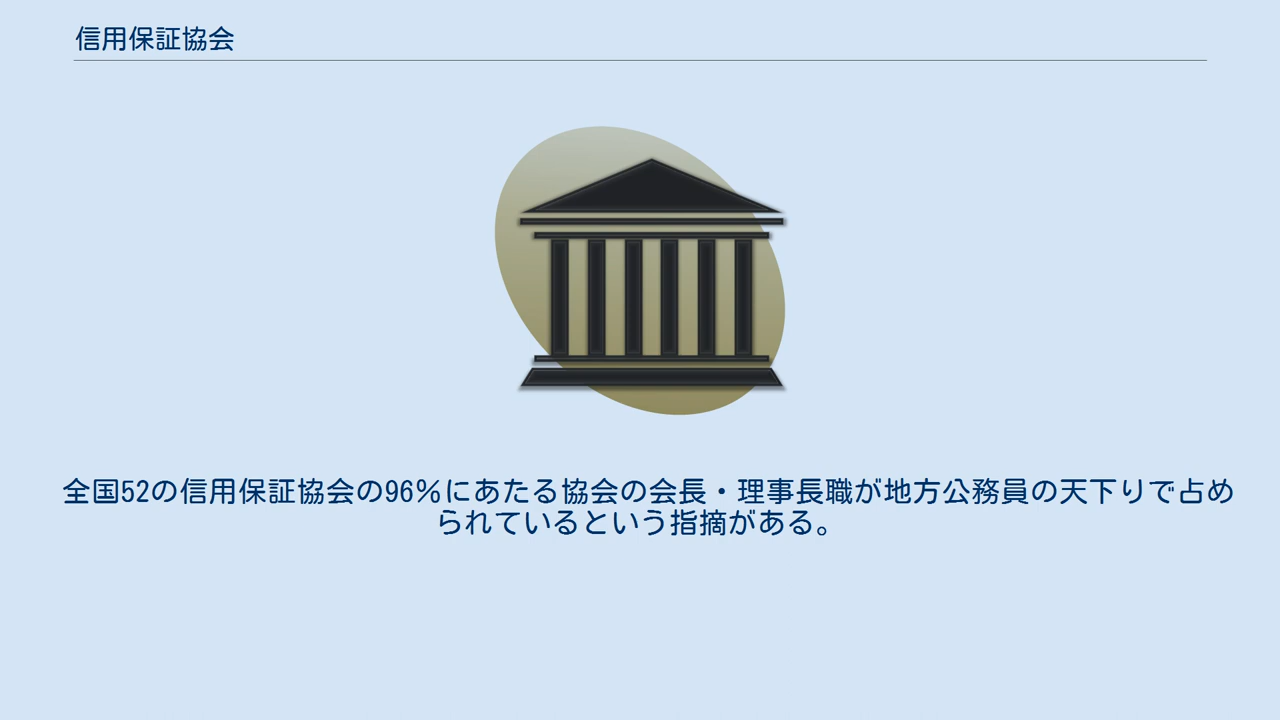 信用保証協会
全国52の信用保証協会の96％にあたる協会の会長・理事長職が地方公務員の天下りで占め
られているという指摘がある。